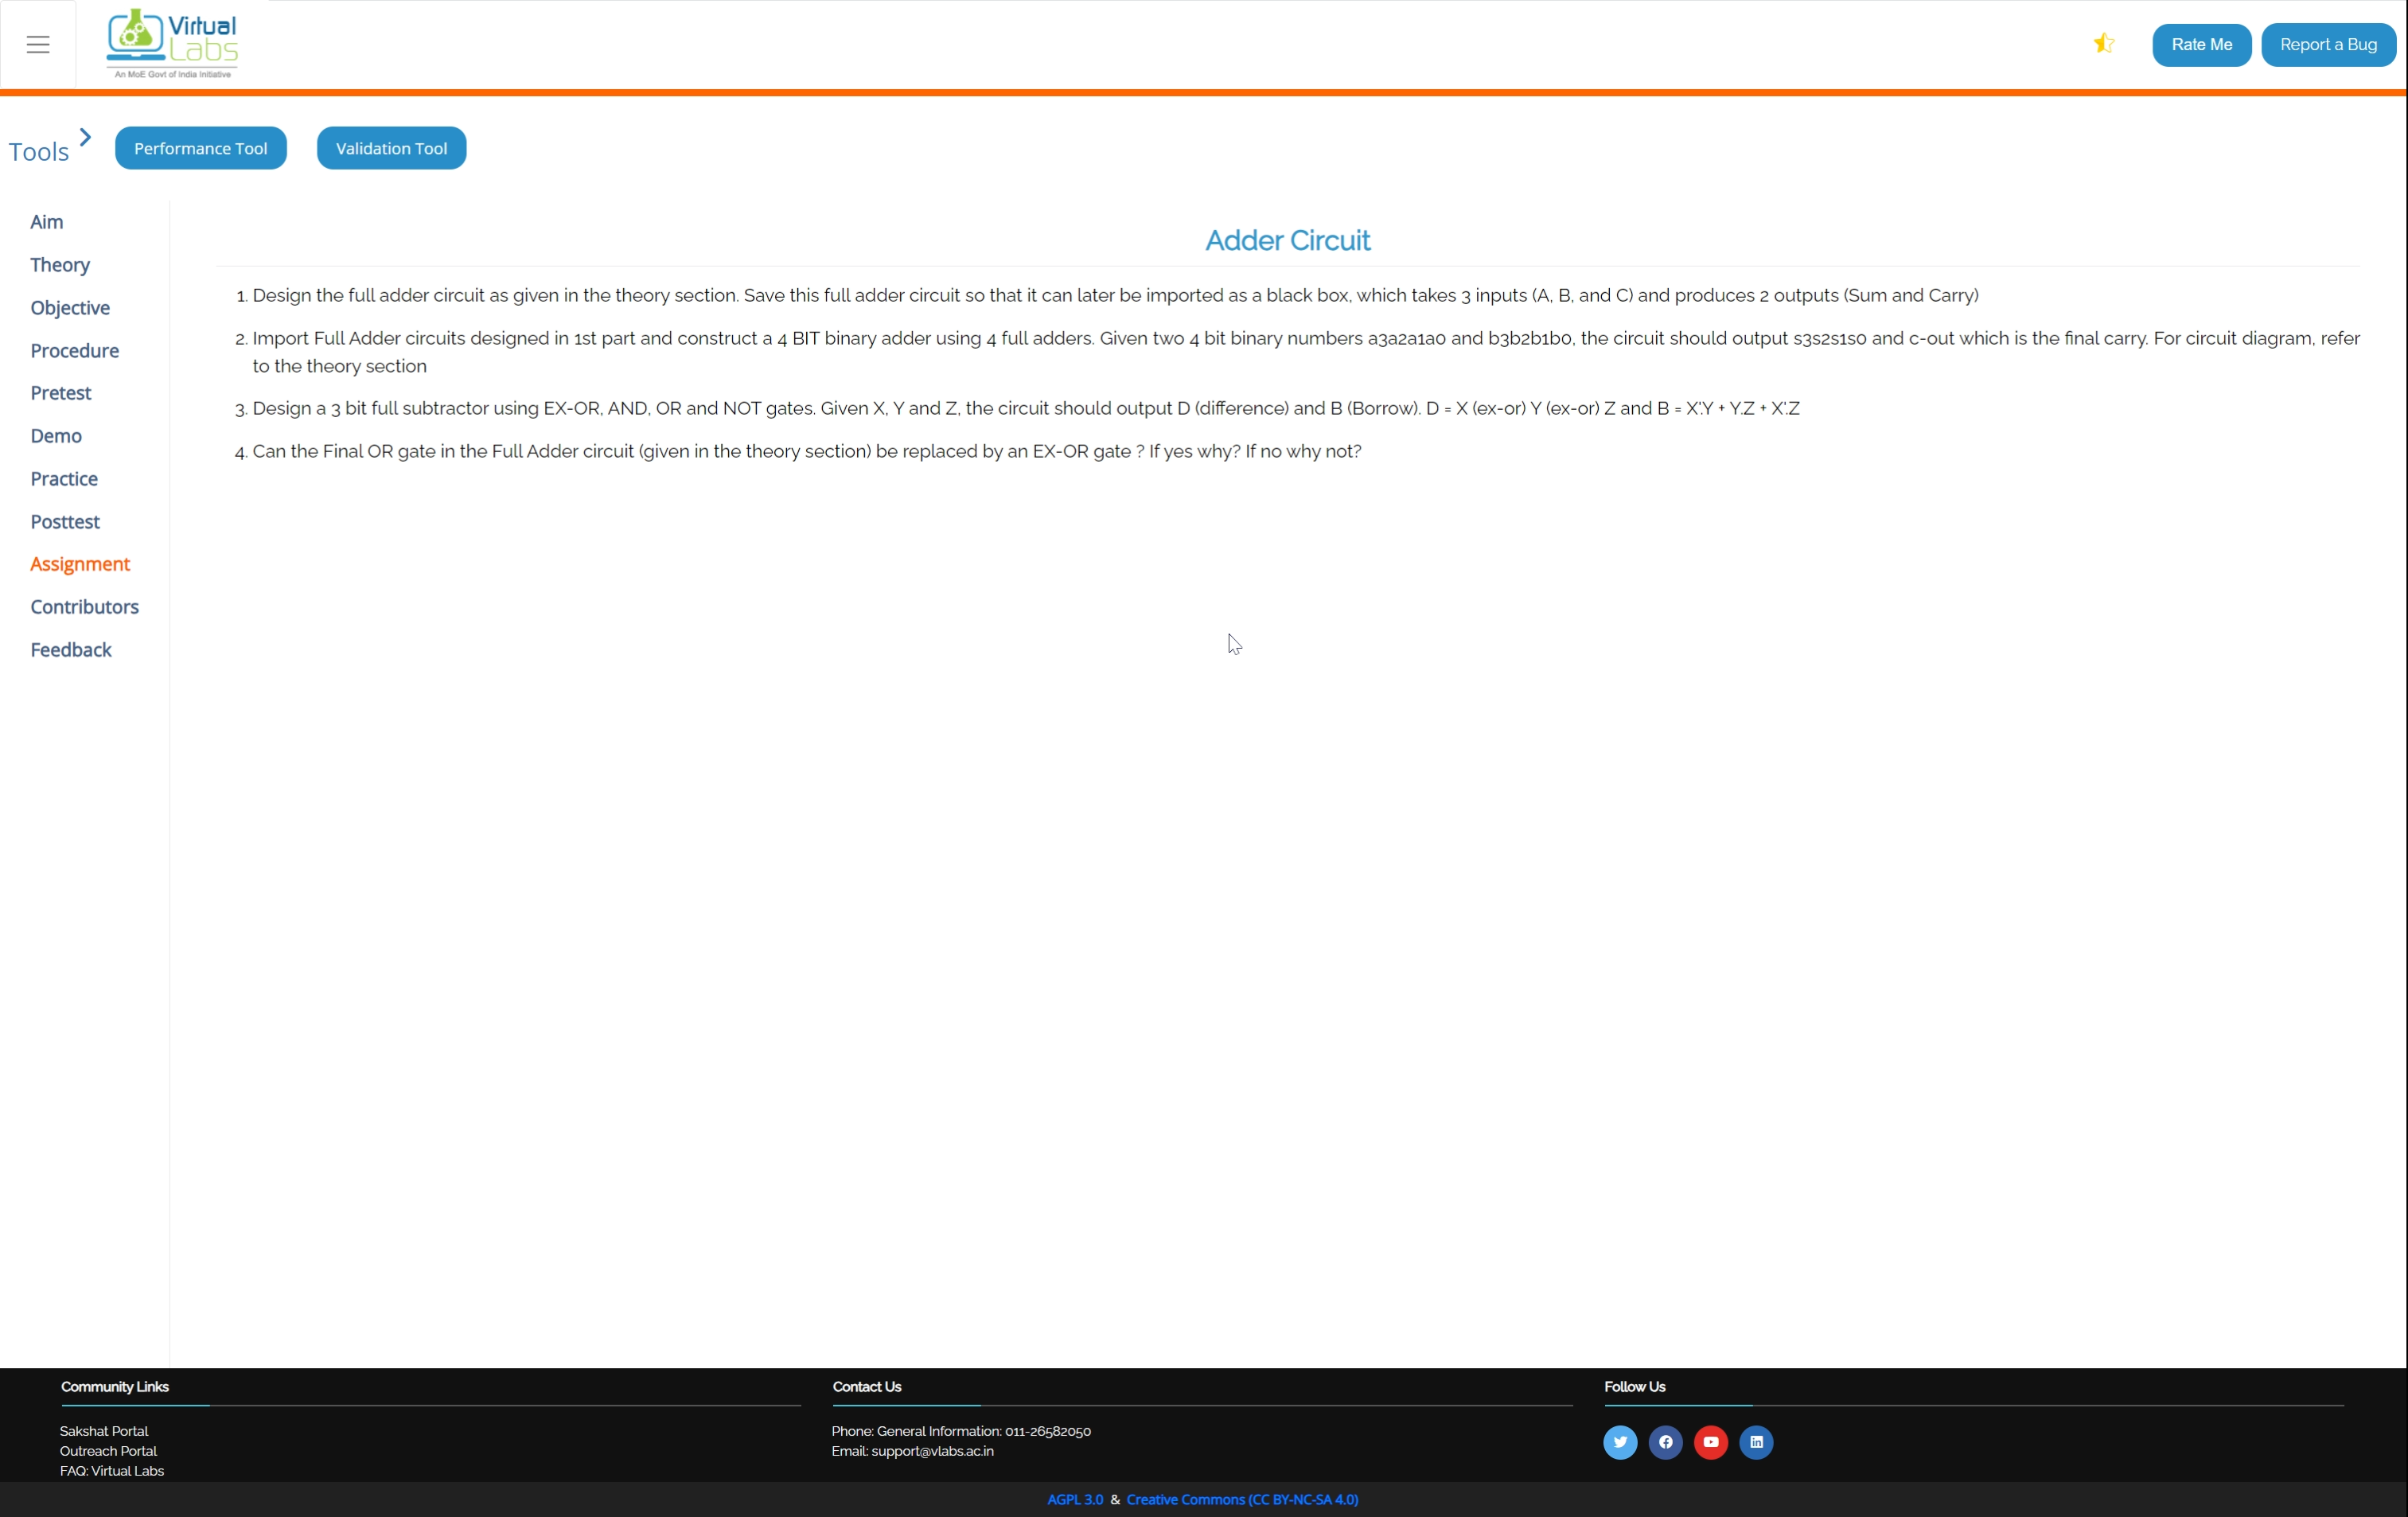 Virtual
Labs
An MoE Govt of India Initiative
Rate Me
Report a Bug
Tools
Performance Tool
Validation Tool
Aim
Theory
Objective
Procedure
Pretest
Demo
Practice
Posttest
Assignment
Contributors
Feedback
Adder Circuit
1. Design the full adder circuit as given in the theory section. Save this full adder circuit so that it can later be imported as a black box, which takes 3 inputs (A, B, and C) and produces 2 outputs (Sum and Carry)
2. Import Full Adder circuits designed in 1st part and construct a 4 BIT binary adder using 4 full adders. Given two 4 bit binary numbers a3a2a1a0 and b3b2b1b0, the circuit should output s3s2s1s0 and c-out which is the final carry. For circuit diagram, refer
to the theory section
3. Design a 3 bit full subtractor using EX-OR, AND, OR and NOT gates. Given X, Y and Z, the circuit should output D (difference) and B (Borrow). D = X (ex-or) Y (ex-or) Z and B = X'.Y + Y.Z + X'.Z
4. Can the Final OR gate in the Full Adder circuit (given in the theory section) be replaced by an EX-OR gate ? If yes why? If no why not?
Community Links
Sakshat Portal
Outreach Portal
FAQ: Virtual Labs
Contact Us
Phone: General Information: 011-26582050
Email: support@vlabs.ac.in
Follow Us
AGPL 3.0 & Creative Commons (CC BY-NC-SA 4.0)